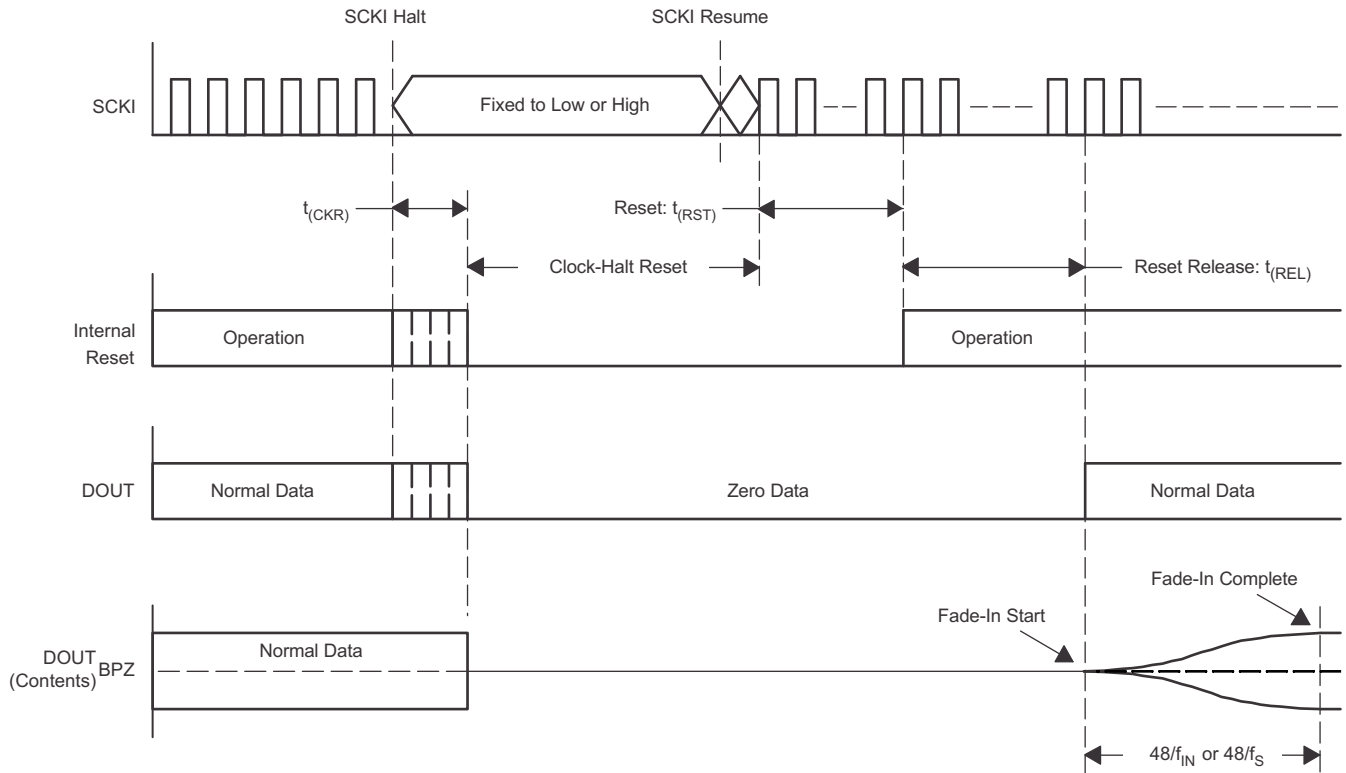 SCKI Halt
SCKI Resume
SCKI
Fixed to Low or High
t(CKR)
Reset: t(RST)
Clock-Halt Reset
Reset Release: t(REL)
Internal
Reset
Operation
Operation
DOUT
Normal Data
Zero Data
Normal Data
Fade-In Complete
Fade-In Start
DOUT
(Contents)
BPZ
Normal Data
48/fIN or 48/fS